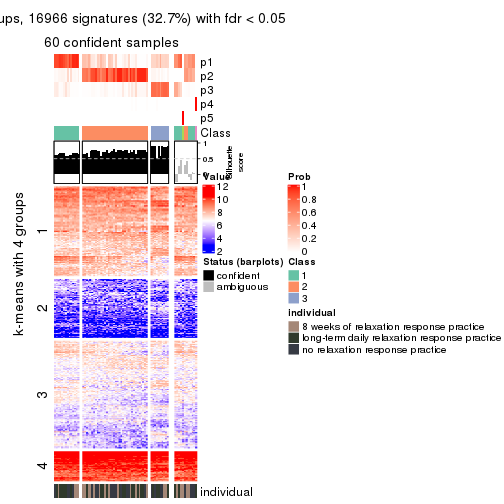 ups, 16966 signatures (32.7%) with fdr < 0.05
60 confident samples
p1
p2
p3
p4
p5
Class
1
0.5
0
Silhouette
score
k-means with 4 groups
1
2
3
4
individual
Value
12
10
8
6
4
2
Prob
1
0.8
0.6
0.4
0.2
0
Status (barplots)
confident
ambiguous
Class
1
2
3
individual
8 weeks of relaxation response practice
long-term daily relaxation response practice
no relaxation response practice